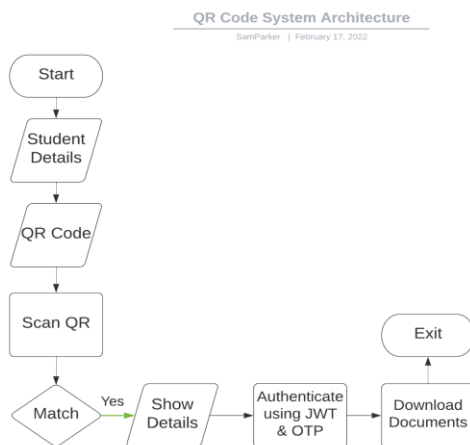 QR Code System Architecture
SamParker | February 17, 2022
Start
Student
Details
QR Code
Scan QR
Match
Yes
Show
Details
Authenticate
using JWT
& OTP
Download
Documents
Exit